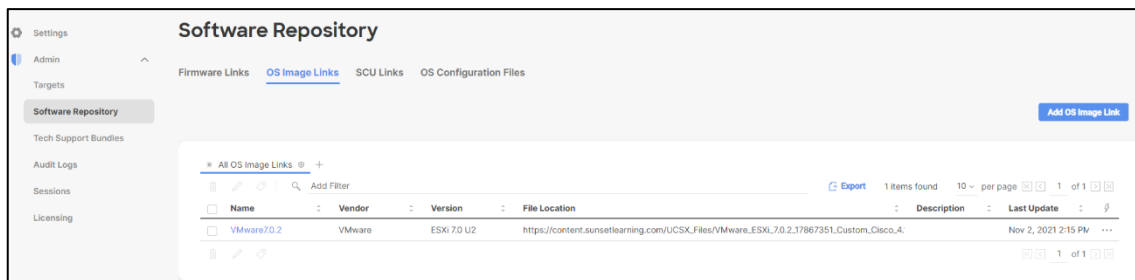 Settings
Admin
Targets
Software Repository
Tech Support Bundles
Audit Logs
Sessions
Licensing
Software Repository
Firmware Links OS Image Links SCU Links OS Configuration Files
Add OS Image Link
All OS Image Links
Add Filter Export 1 items found 10 per page 1 of 1
Name Vendor Version File Location Description Last Update
VMware7.0.2 VMware ESXi 7.0 U2 https://content.sunsetlearning.com/UCSX_Files/VMware_ESXi_7.0.2_17867351_Custom_Cisco_4. Nov 2, 2021 2:15 PM ...
1 of 1